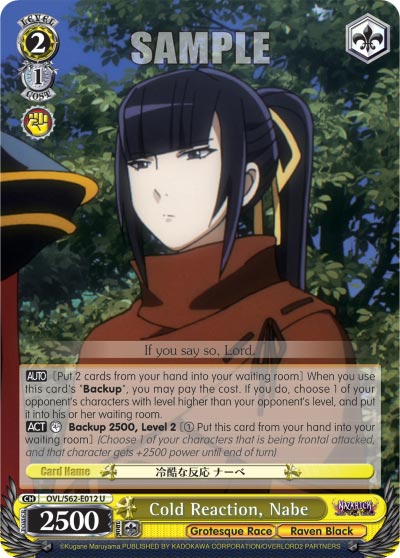 LEVEL
2
SAMPLE
1
COST
If you say so, Lord.
AUTO [Put 2 cards from your hand into your waiting room] When you use
this card's "Backup", you may pay the cost. If you do, choose 1 of your
opponent's characters with level higher than your opponent's level, and put
it into his or her waiting room.
ACT Backup 2500, Level 2 [① Put this card from your hand into your
waiting room] (Choose 1 of your characters that is being frontal attacked,
and that character gets +2500 power until end of turn)
Card Name 冷酷な反応 ナーベ
CH OVL/S62-E012 U
POWER 2500
Cold Reaction, Nabe
NAZARICK
Grotesque Race Raven Black
©Kugane Maruyama,PUBLISHED BY KADOKAWA CORPORATION/OVERLORD2 PARTNERS